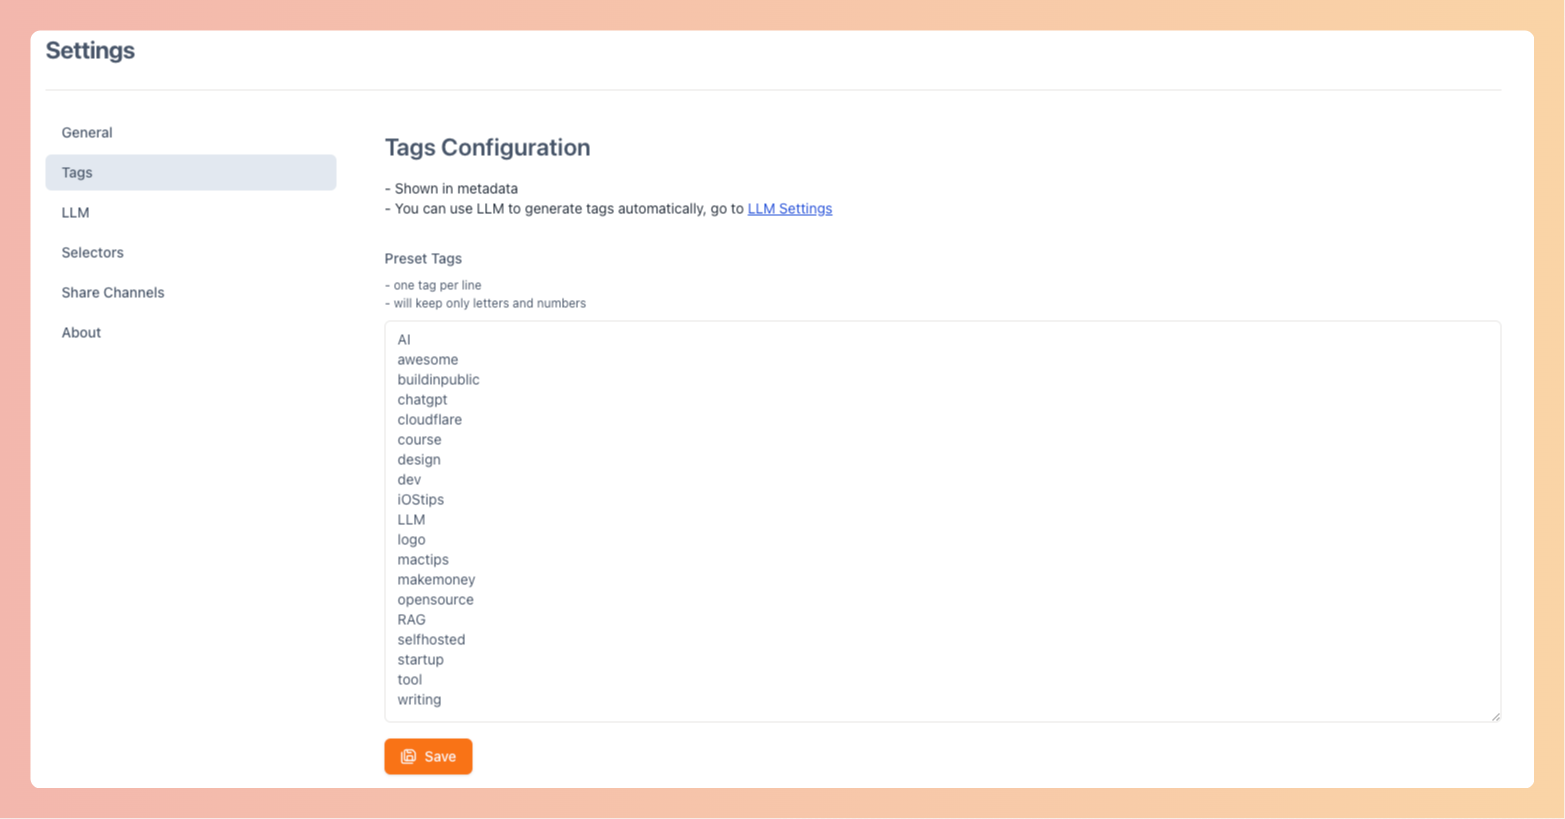 Settings
General
Tags
LLM
Selectors
Share Channels
About
Tags Configuration
- Shown in metadata
- You can use LLM to generate tags automatically, go to LLM Settings
Preset Tags
- one tag per line
- will keep only letters and numbers
AI
awesome
buildinpublic
chatgpt
cloudflare
course
design
dev
iOStips
LLM
logo
mactips
makemoney
opensource
RAG
selfhosted
startup
tool
writing
Save